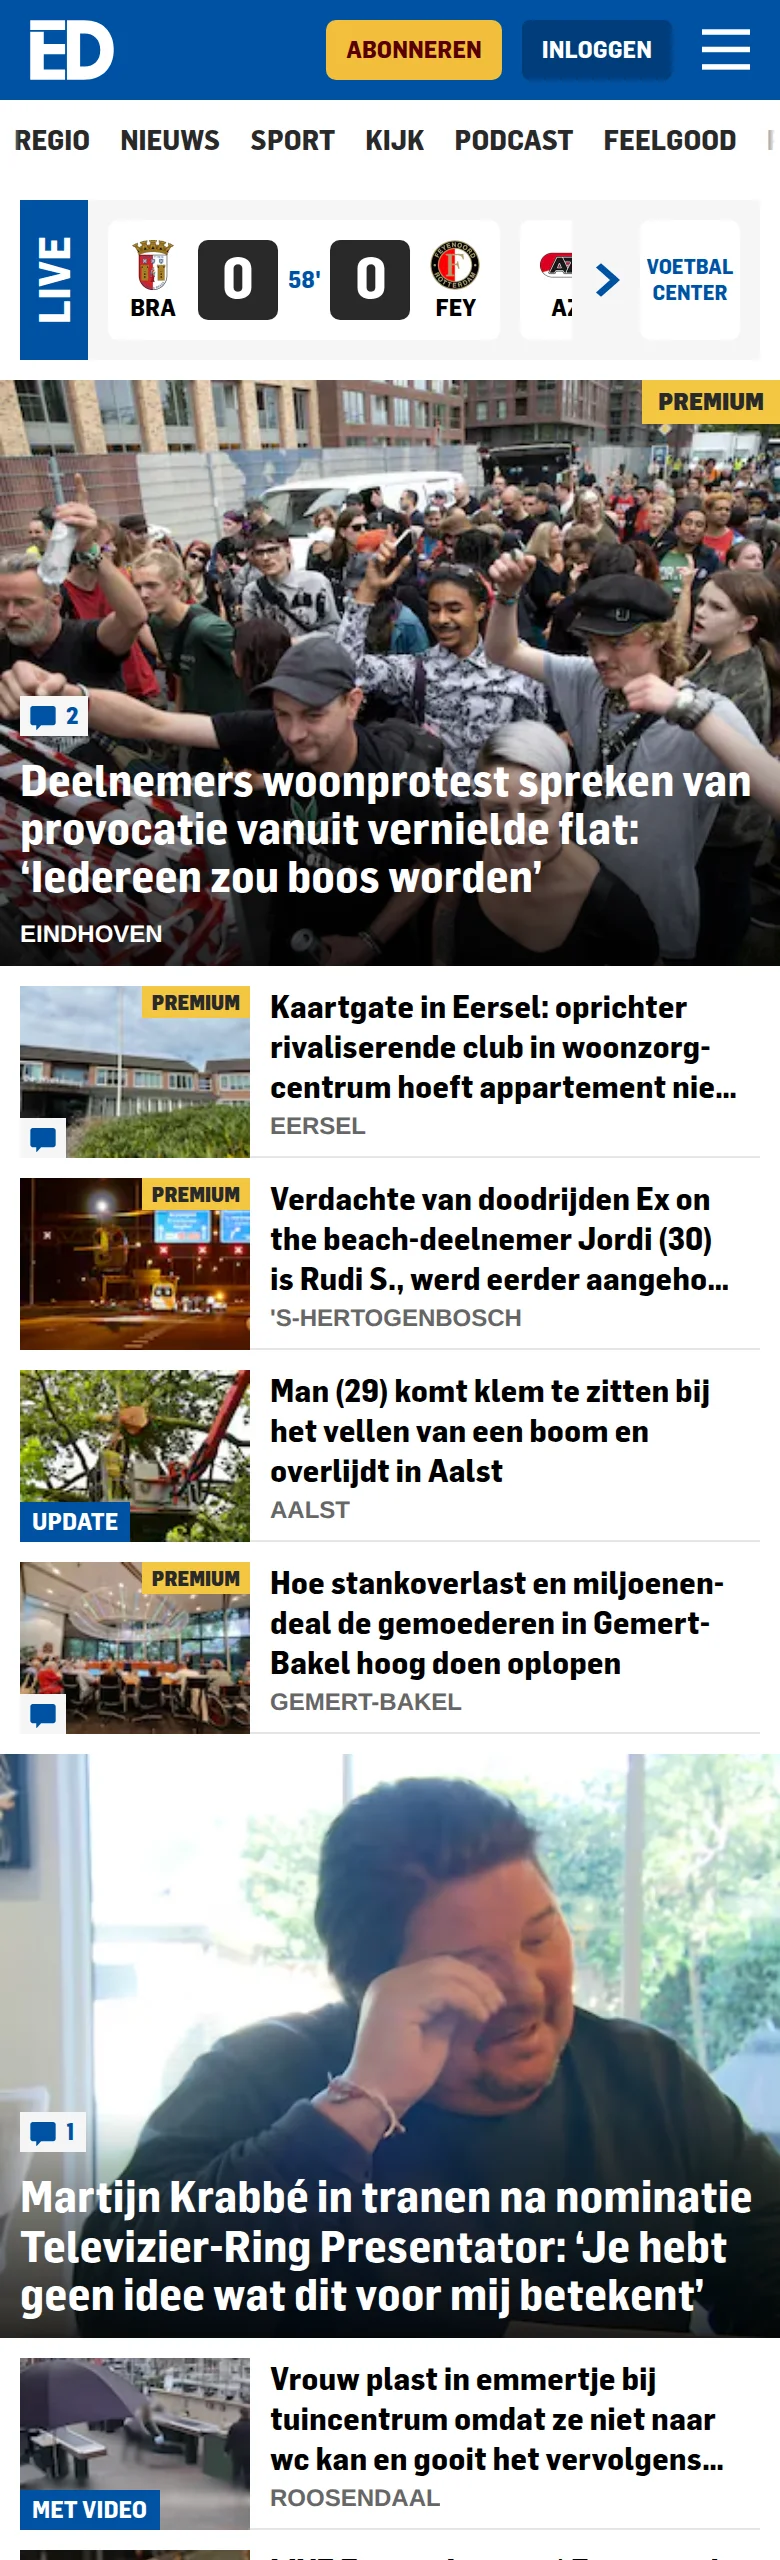 ED
ABONNEREN
INLOGGEN
REGIO NIEUWS SPORT KIJK PODCAST FEELGOOD
LIVE
BRA
0
58'
0
FEY
AZ
VOETBAL
CENTER
PREMIUM
2
Deelnemers woonprotest spreken van
provocatie vanuit vernielde flat:
‘Iedereen zou boos worden’
EINDHOVEN
PREMIUM
Kaartgate in Eersel: oprichter
rivaliserende club in woonzorg-
centrum hoeft appartement nie...
EERSEL
PREMIUM
Verdachte van doodrijden Ex on
the beach-deelnemer Jordi (30)
is Rudi S., werd eerder aangeho...
'S-HERTOGENBOSCH
Man (29) komt klem te zitten bij
het vellen van een boom en
overlijdt in Aalst
AALST
UPDATE
PREMIUM
Hoe stankoverlast en miljoenen-
deal de gemoederen in Gemert-
Bakel hoog doen oplopen
GEMERT-BAKEL
1
Martijn Krabbé in tranen na nominatie
Televizier-Ring Presentator: ‘Je hebt
geen idee wat dit voor mij betekent’
Vrouw plast in emmertje bij
tuincentrum omdat ze niet naar
wc kan en gooit het vervolgens...
ROOSENDAAL
MET VIDEO